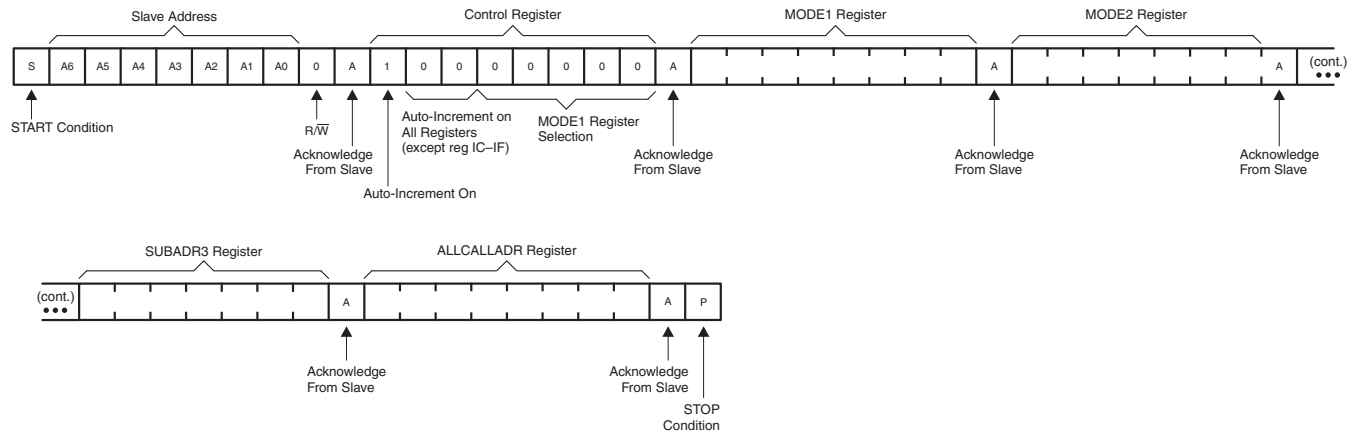 Slave Address
Control Register
MODE1 Register
MODE2 Register
S A6 A5 A4 A3 A2 A1 A0 0 A 1 0 0 0 0 0 0 0 A A A (cont.)
•••
START Condition
R/W̅
Acknowledge
From Slave
Auto-Increment On
Auto-Increment on
All Registers
(except reg IC–IF)
MODE1 Register
Selection
Acknowledge
From Slave
Acknowledge
From Slave
Acknowledge
From Slave
SUBADR3 Register
ALLCALLADR Register
(cont.) A A P
•••
Acknowledge
From Slave
Acknowledge
From Slave
STOP
Condition